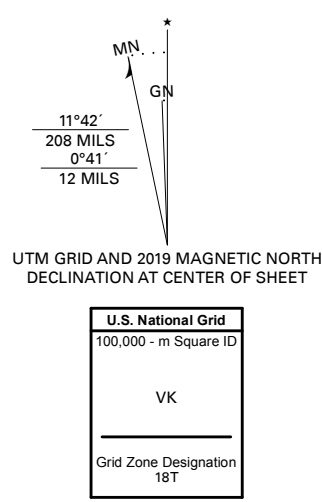 MN
GN
11°42´
208 MILS
0°41´
12 MILS
UTM GRID AND 2019 MAGNETIC NORTH
DECLINATION AT CENTER OF SHEET
U.S. National Grid
100,000 - m Square ID
VK
Grid Zone Designation
18T